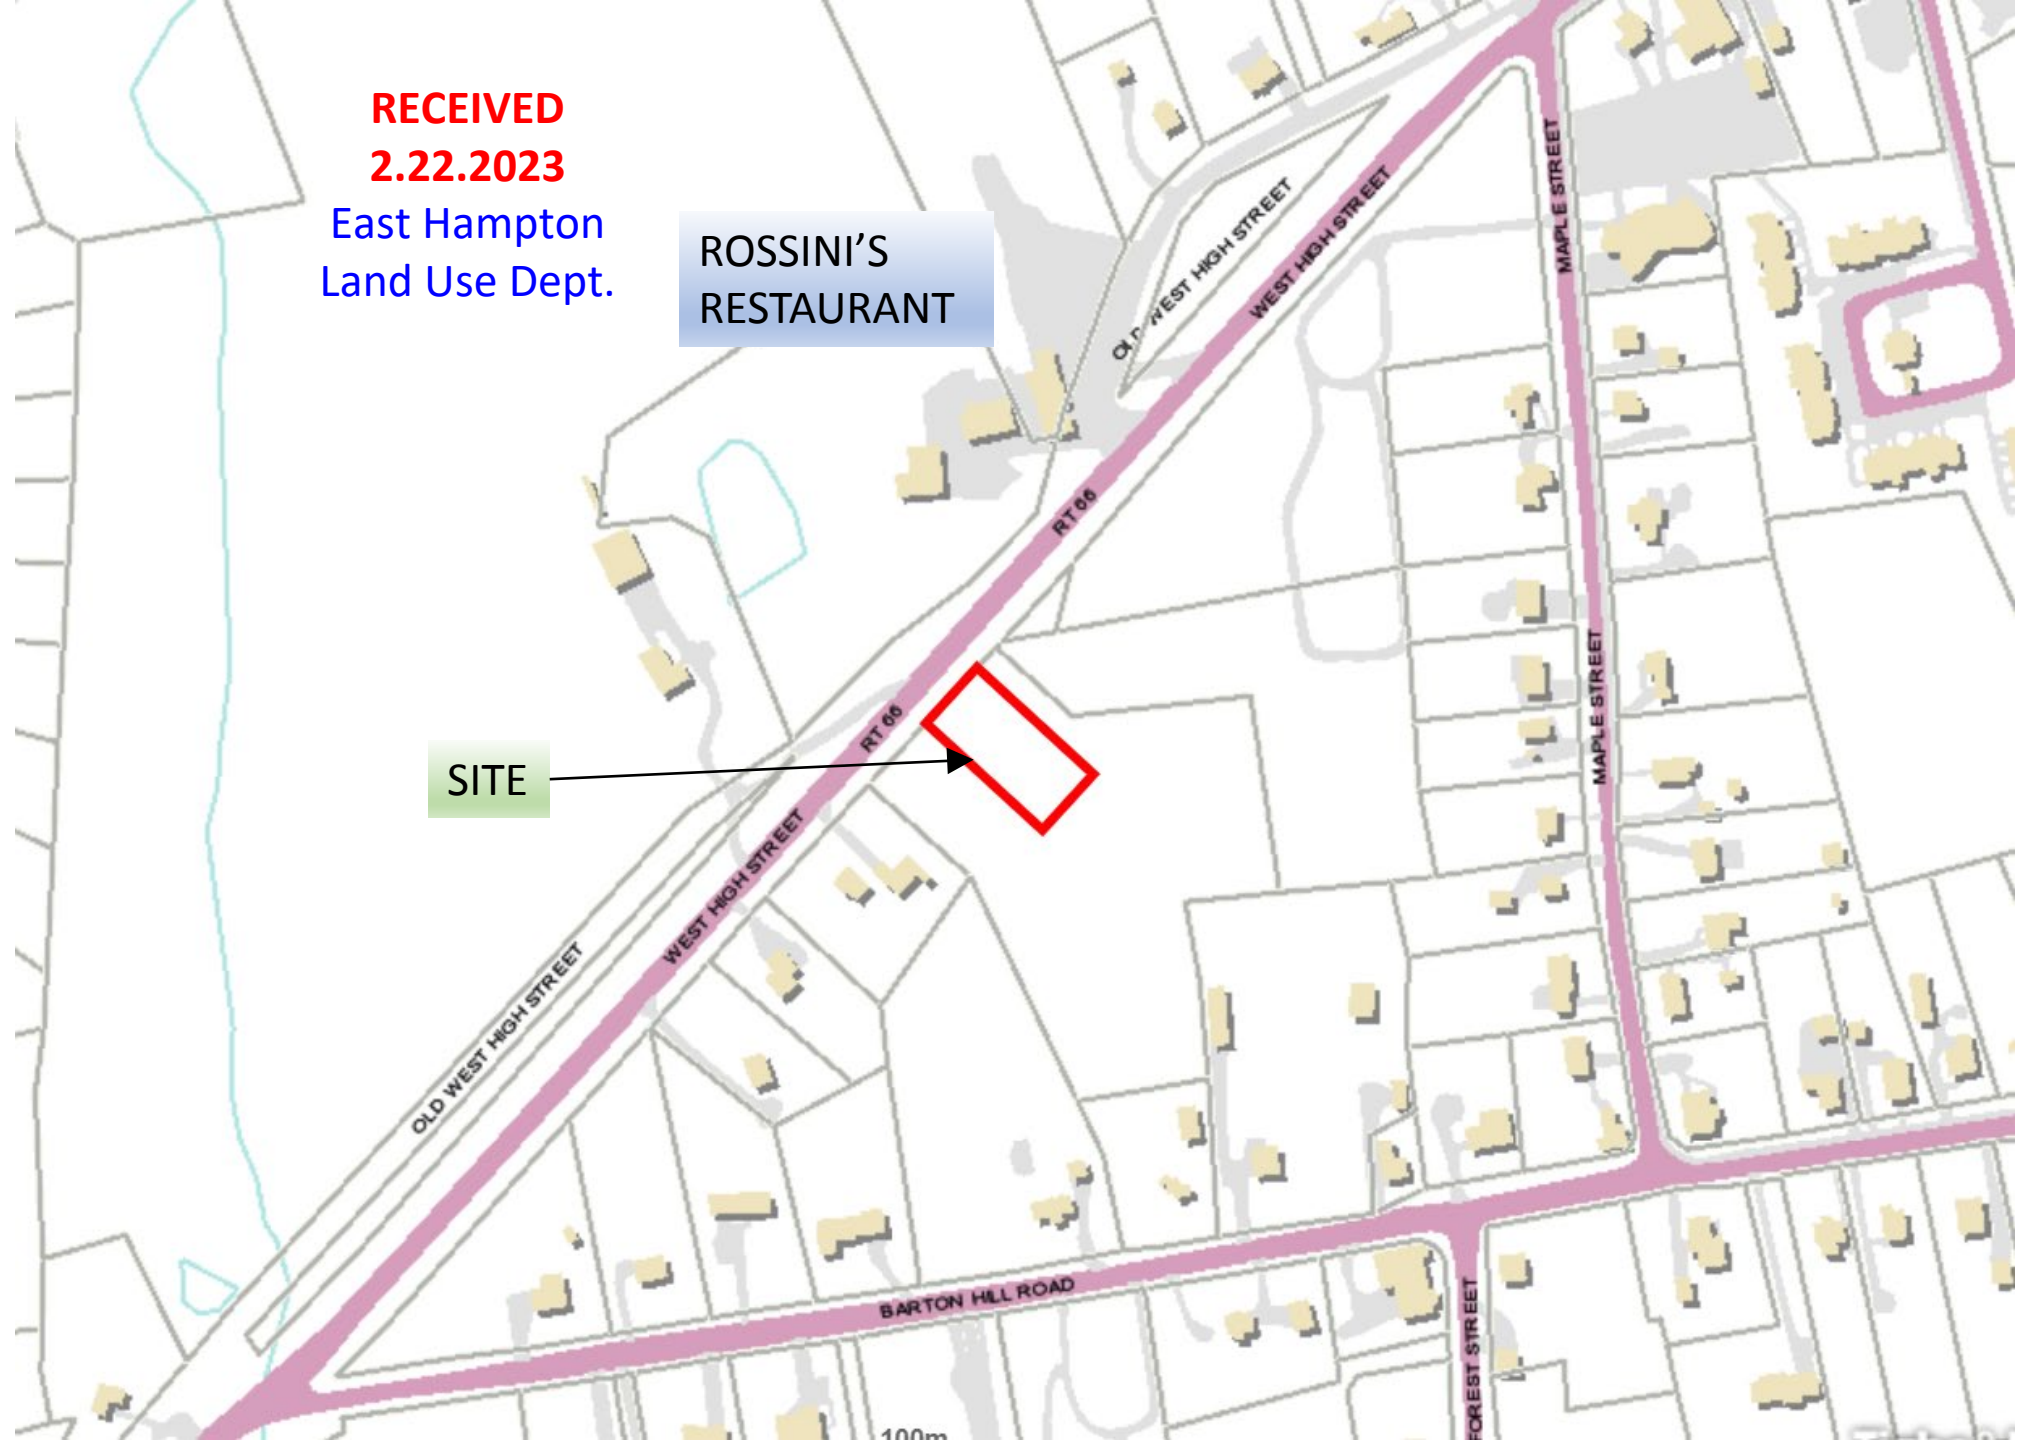 RECEIVED
2.22.2023
East Hampton
Land Use Dept.
ROSSINI’S
RESTAURANT
OLD WEST HIGH STREET
WEST HIGH STREET
MAPLE STREET
RT 66
RT 66
MAPLE STREET
SITE
WEST HIGH STREET
OLD WEST HIGH STREET
BARTON HILL ROAD
FOREST STREET
100m